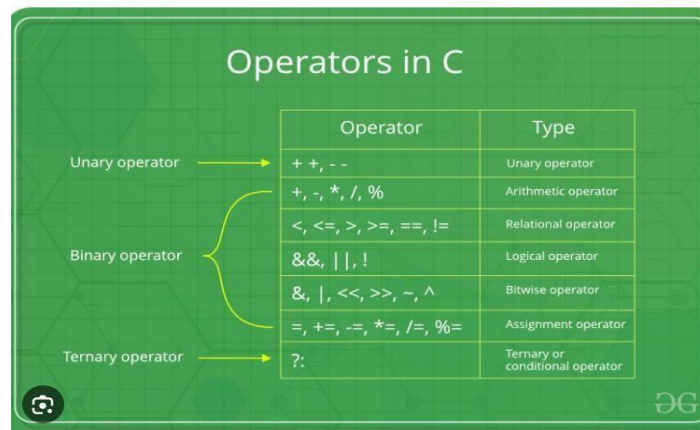 Operators in C
Operator Type
Unary operator + +, - - Unary operator
+, -, *, /, % Arithmetic operator
<, <=, >, >=, ==, != Relational operator
Binary operator &&, ||, ! Logical operator
&, |, <<, >>, ~, ^ Bitwise operator
=, +=, -=, *=, /=, %= Assignment operator
Ternary operator ?: Ternary or
conditional operator